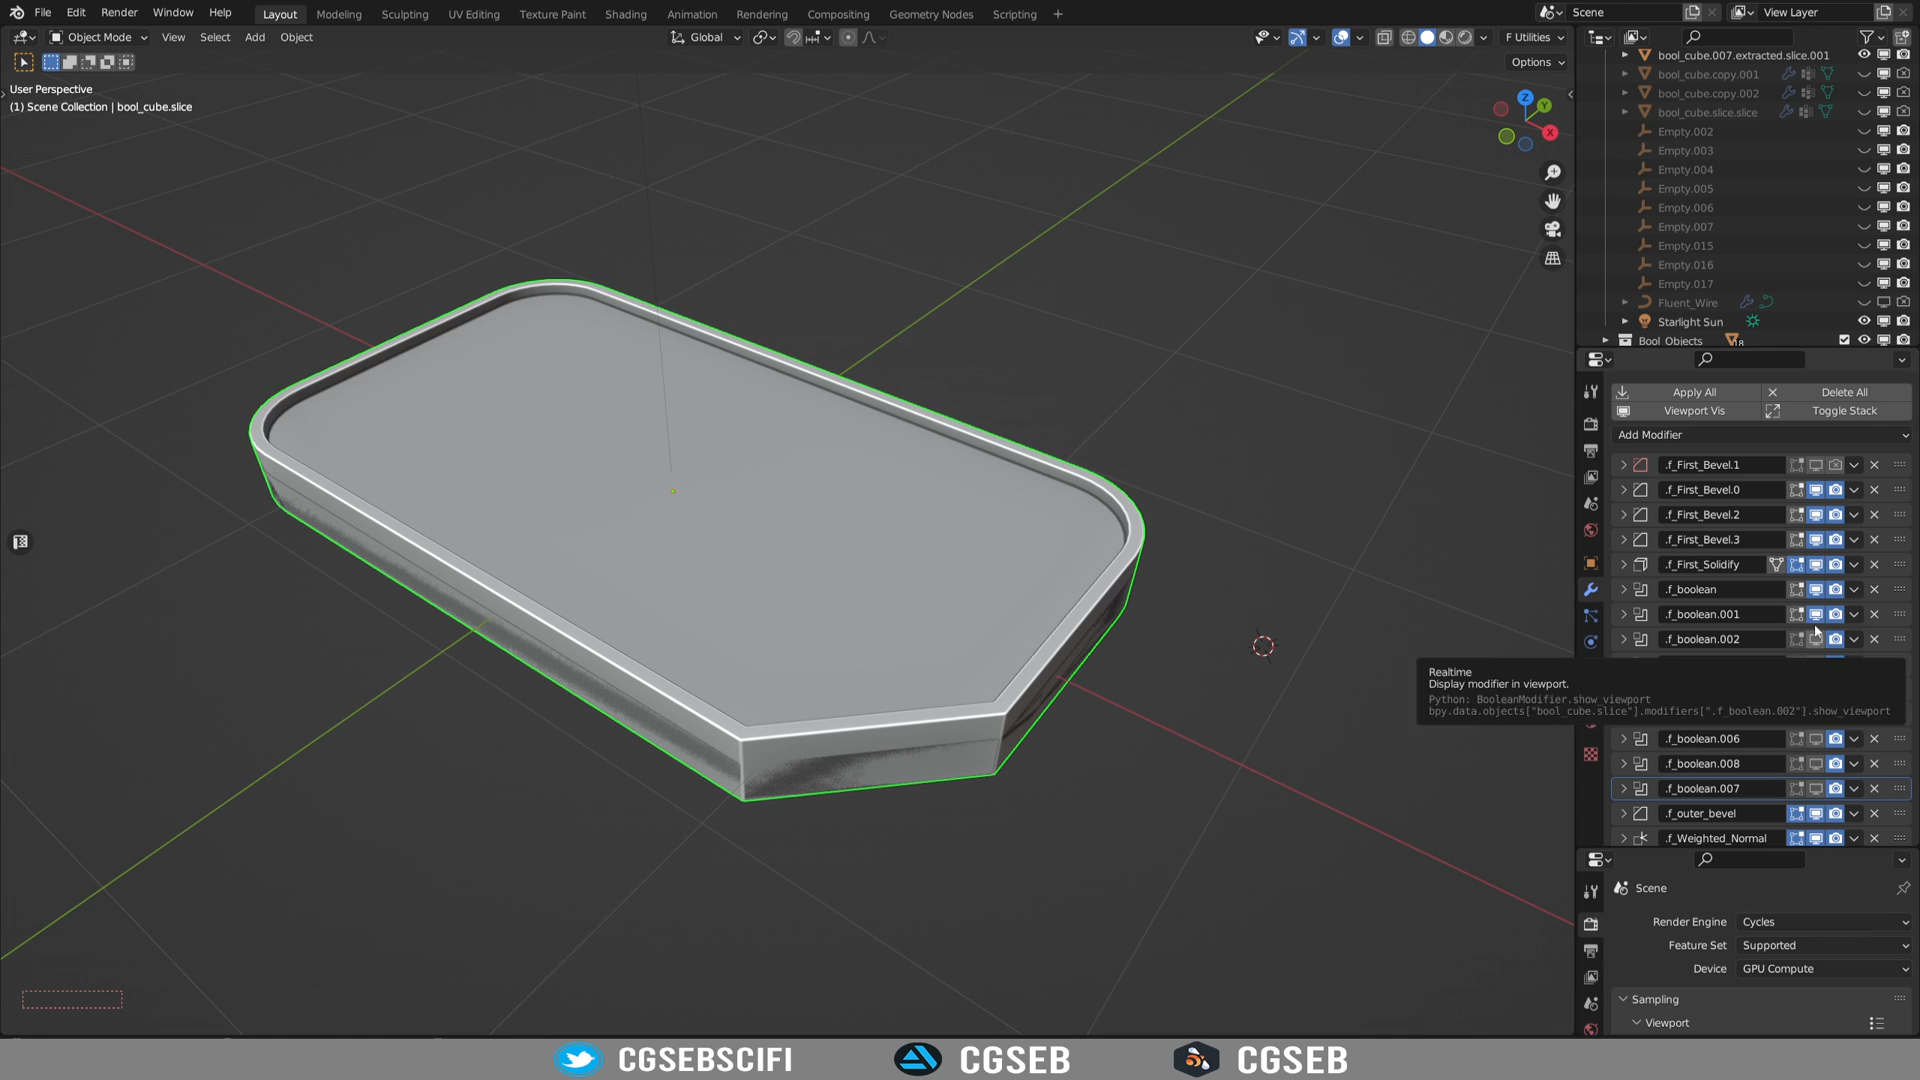 File Edit Render Window Help Layout Modeling Sculpting UV Editing Texture Paint Shading Animation Rendering Compositing Geometry Nodes Scripting + Scene View Layer
Object Mode View Select Add Object Global F Utilities
Options
User Perspective
(1) Scene Collection | bool_cube.slice
Z
Y
X
bool_cube.007.extracted.slice.001
bool_cube.copy.001
bool_cube.copy.002
bool_cube.slice.slice
Empty.002
Empty.003
Empty.004
Empty.005
Empty.006
Empty.007
Empty.015
Empty.016
Empty.017
Fluent_Wire
Starlight Sun
Bool Objects 18
Apply All Delete All
Viewport Vis Toggle Stack
Add Modifier
.f_First_Bevel.1
.f_First_Bevel.0
.f_First_Bevel.2
.f_First_Bevel.3
.f_First_Solidify
.f_boolean
.f_boolean.001
.f_boolean.002
Realtime
Display modifier in viewport.
Python: BooleanModifier.show_viewport
bpy.data.objects["bool_cube.slice"].modifiers[".f_boolean.002"].show_viewport
.f_boolean.006
.f_boolean.008
.f_boolean.007
.f_outer_bevel
.f_Weighted_Normal
Scene
Render Engine Cycles
Feature Set Supported
Device GPU Compute
Sampling
Viewport
CGSEBSCIFI CGSEB CGSEB